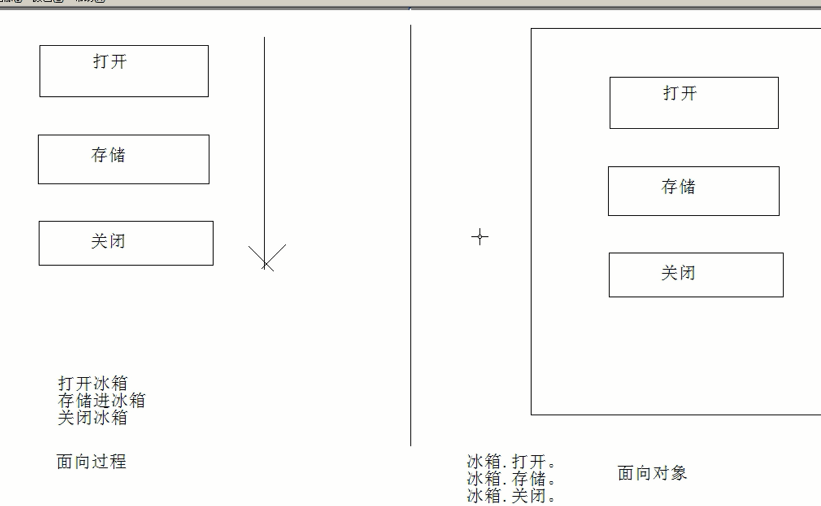 打开
存储
关闭
打开冰箱
存储进冰箱
关闭冰箱
面向过程
打开
存储
关闭
冰箱.打开。
冰箱.存储。
冰箱.关闭。
面向对象